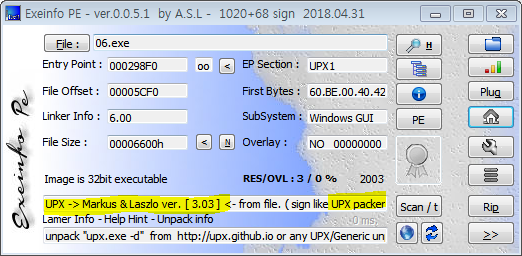 Exeinfo PE - ver.0.0.5.1 by A.S.L - 1020+68 sign 2018.04.31
File : 06.exe H
Entry Point : 000298F0 oo < EP Section : UPX1
File Offset : 00005CF0 First Bytes : 60.BE.00.40.42 Plug
Linker Info : 6.00 SubSystem : Windows GUI PE
File Size : 00006600h < N Overlay : NO 00000000
Image is 32bit executable RES/OVL : 3 / 0 % 2003
UPX -> Markus & Laszlo ver. [ 3.03 ] <- from file. ( sign like UPX packer Scan / t Rip
Lamer Info - Help Hint - Unpack info ~0 ms.
unpack "upx.exe -d" from http://upx.github.io or any UPX/Generic un >>
Exeinfo Pe